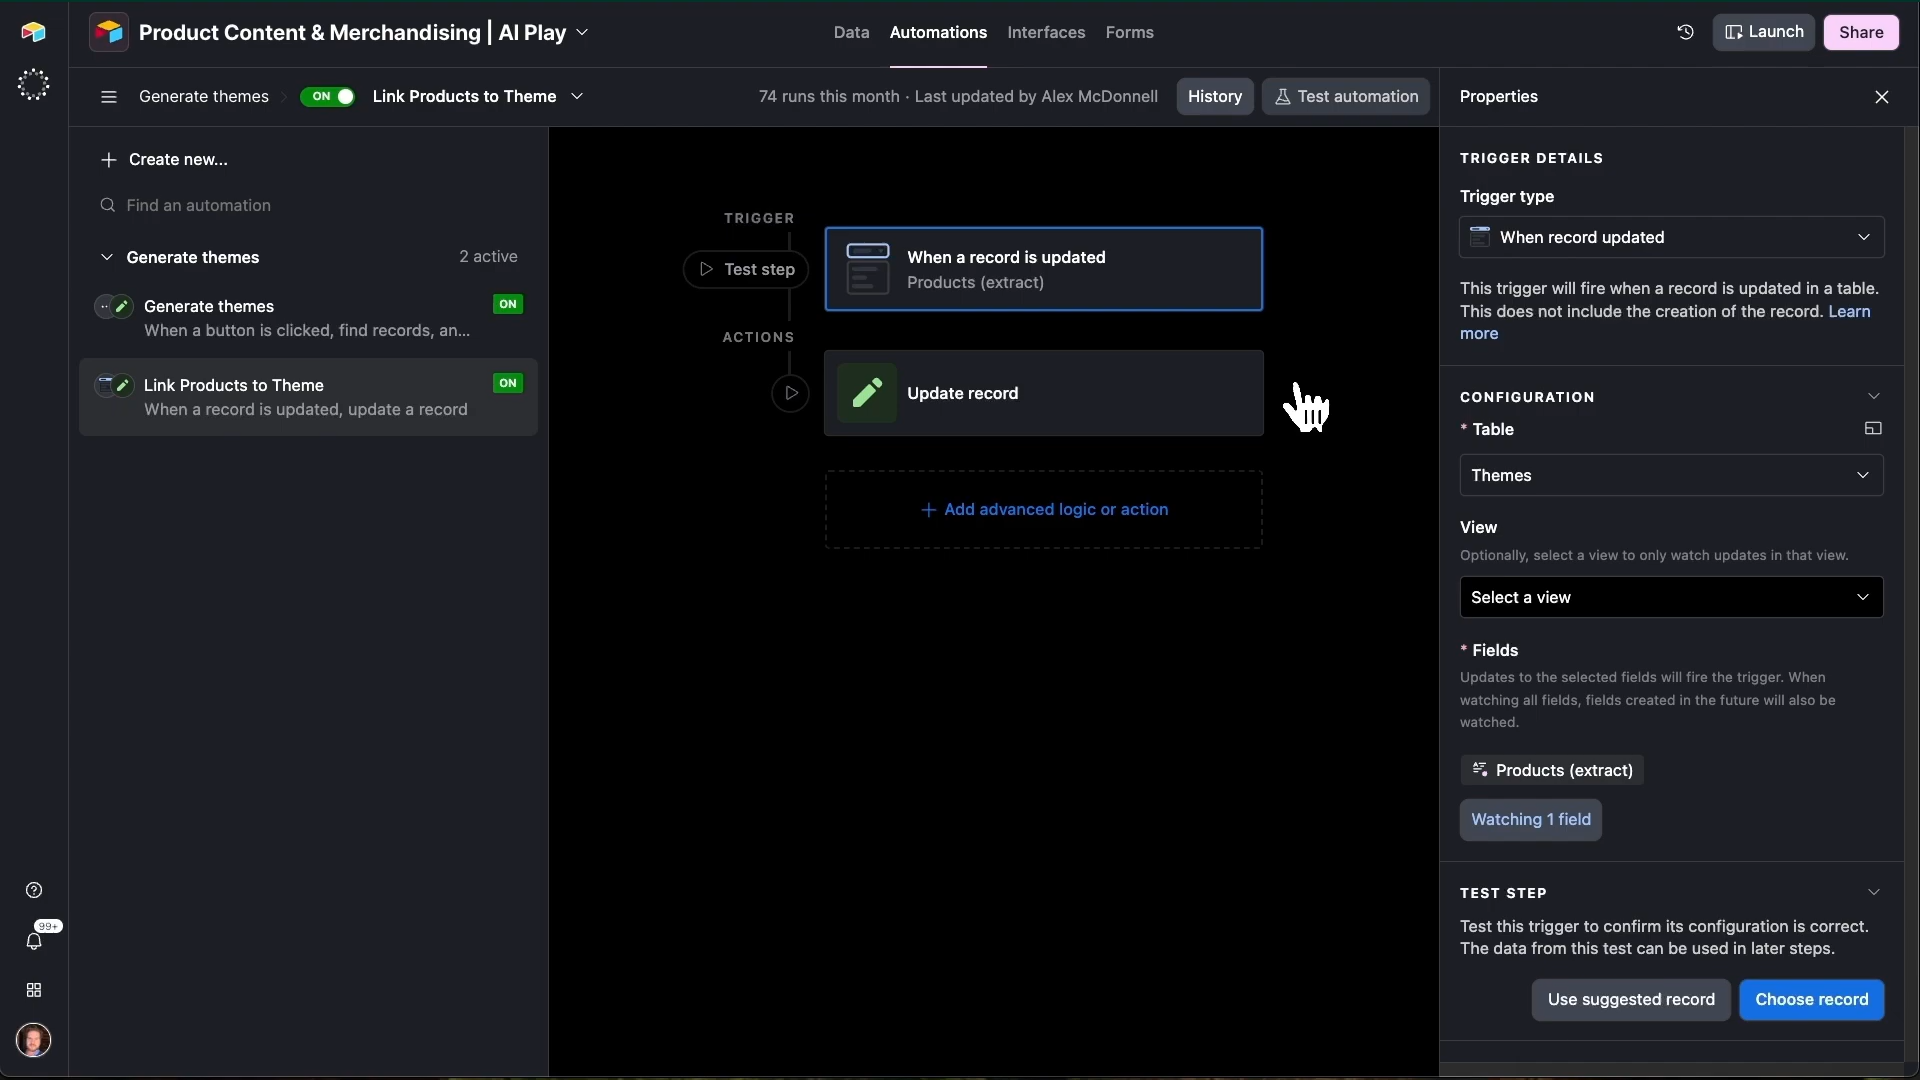 Product Content & Merchandising | AI Play
Data
Automations
Interfaces
Forms
Launch
Share
Generate themes
ON
Link Products to Theme
74 runs this month · Last updated by Alex McDonnell
History
Test automation
Properties
Create new...
Find an automation
Generate themes
2 active
Generate themes
ON
When a button is clicked, find records, an...
Link Products to Theme
ON
When a record is updated, update a record
99+
TRIGGER
Test step
When a record is updated
Products (extract)
ACTIONS
Update record
+ Add advanced logic or action
TRIGGER DETAILS
Trigger type
When record updated
This trigger will fire when a record is updated in a table.
This does not include the creation of the record. Learn
more
CONFIGURATION
* Table
Themes
View
Optionally, select a view to only watch updates in that view.
Select a view
* Fields
Updates to the selected fields will fire the trigger. When
watching all fields, fields created in the future will also be
watched.
Products (extract)
Watching 1 field
TEST STEP
Test this trigger to confirm its configuration is correct.
The data from this test can be used in later steps.
Use suggested record
Choose record